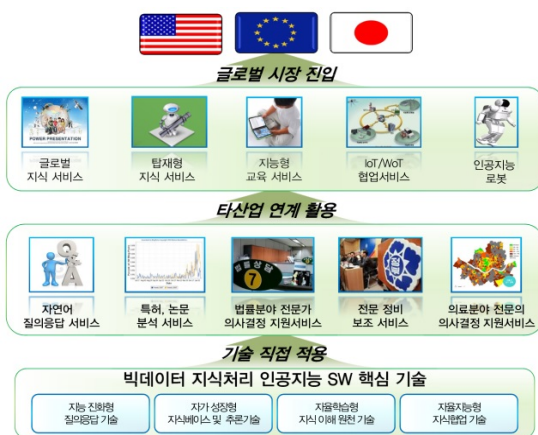 글로벌 시장 진입
POWER PRESENTATION
글로벌
지식 서비스
탑재형
지식 서비스
지능형
교육 서비스
IoT/WoT
협업서비스
인공지능
로봇
타산업 연계 활용
Q&A
법률상담
7
자연어
질의응답 서비스
특허, 논문
분석 서비스
법률분야 전문가
의사결정 지원서비스
전문 정비
보조 서비스
의료분야 전문의
의사결정 지원서비스
기술 직접 적용
빅데이터 지식처리 인공지능 SW 핵심 기술
지능 진화형
질의응답 기술
자가 성장형
지식베이스 및 추론기술
자율학습형
지식 이해 원천 기술
자율지능형
지식협업 기술